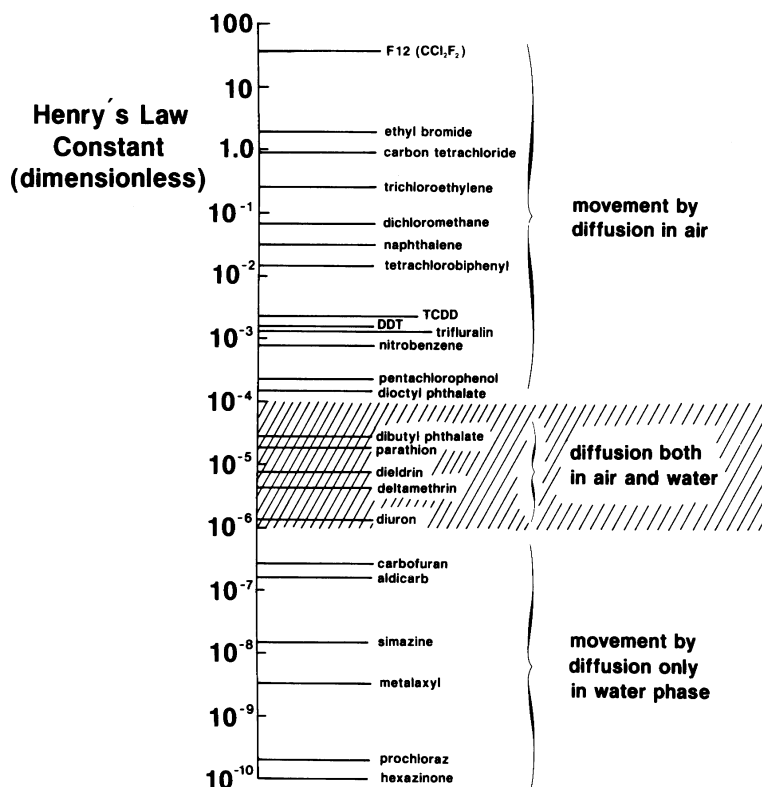 100
F12 (CCl₂F₂)
10
Henry´s Law
Constant
(dimensionless)
ethyl bromide
1.0
carbon tetrachloride
trichloroethylene
10⁻¹
dichloromethane
movement by
diffusion in air
naphthalene
10⁻²
tetrachlorobiphenyl
TCDD
DDT
10⁻³
trifluralin
nitrobenzene
pentachlorophenol
dioctyl phthalate
10⁻⁴
dibutyl phthalate
parathion
diffusion both
in air and water
10⁻⁵
dieldrin
deltamethrin
10⁻⁶
diuron
carbofuran
aldicarb
10⁻⁷
simazine
movement by
diffusion only
in water phase
10⁻⁸
metalaxyl
10⁻⁹
prochloraz
10⁻¹⁰
hexazinone